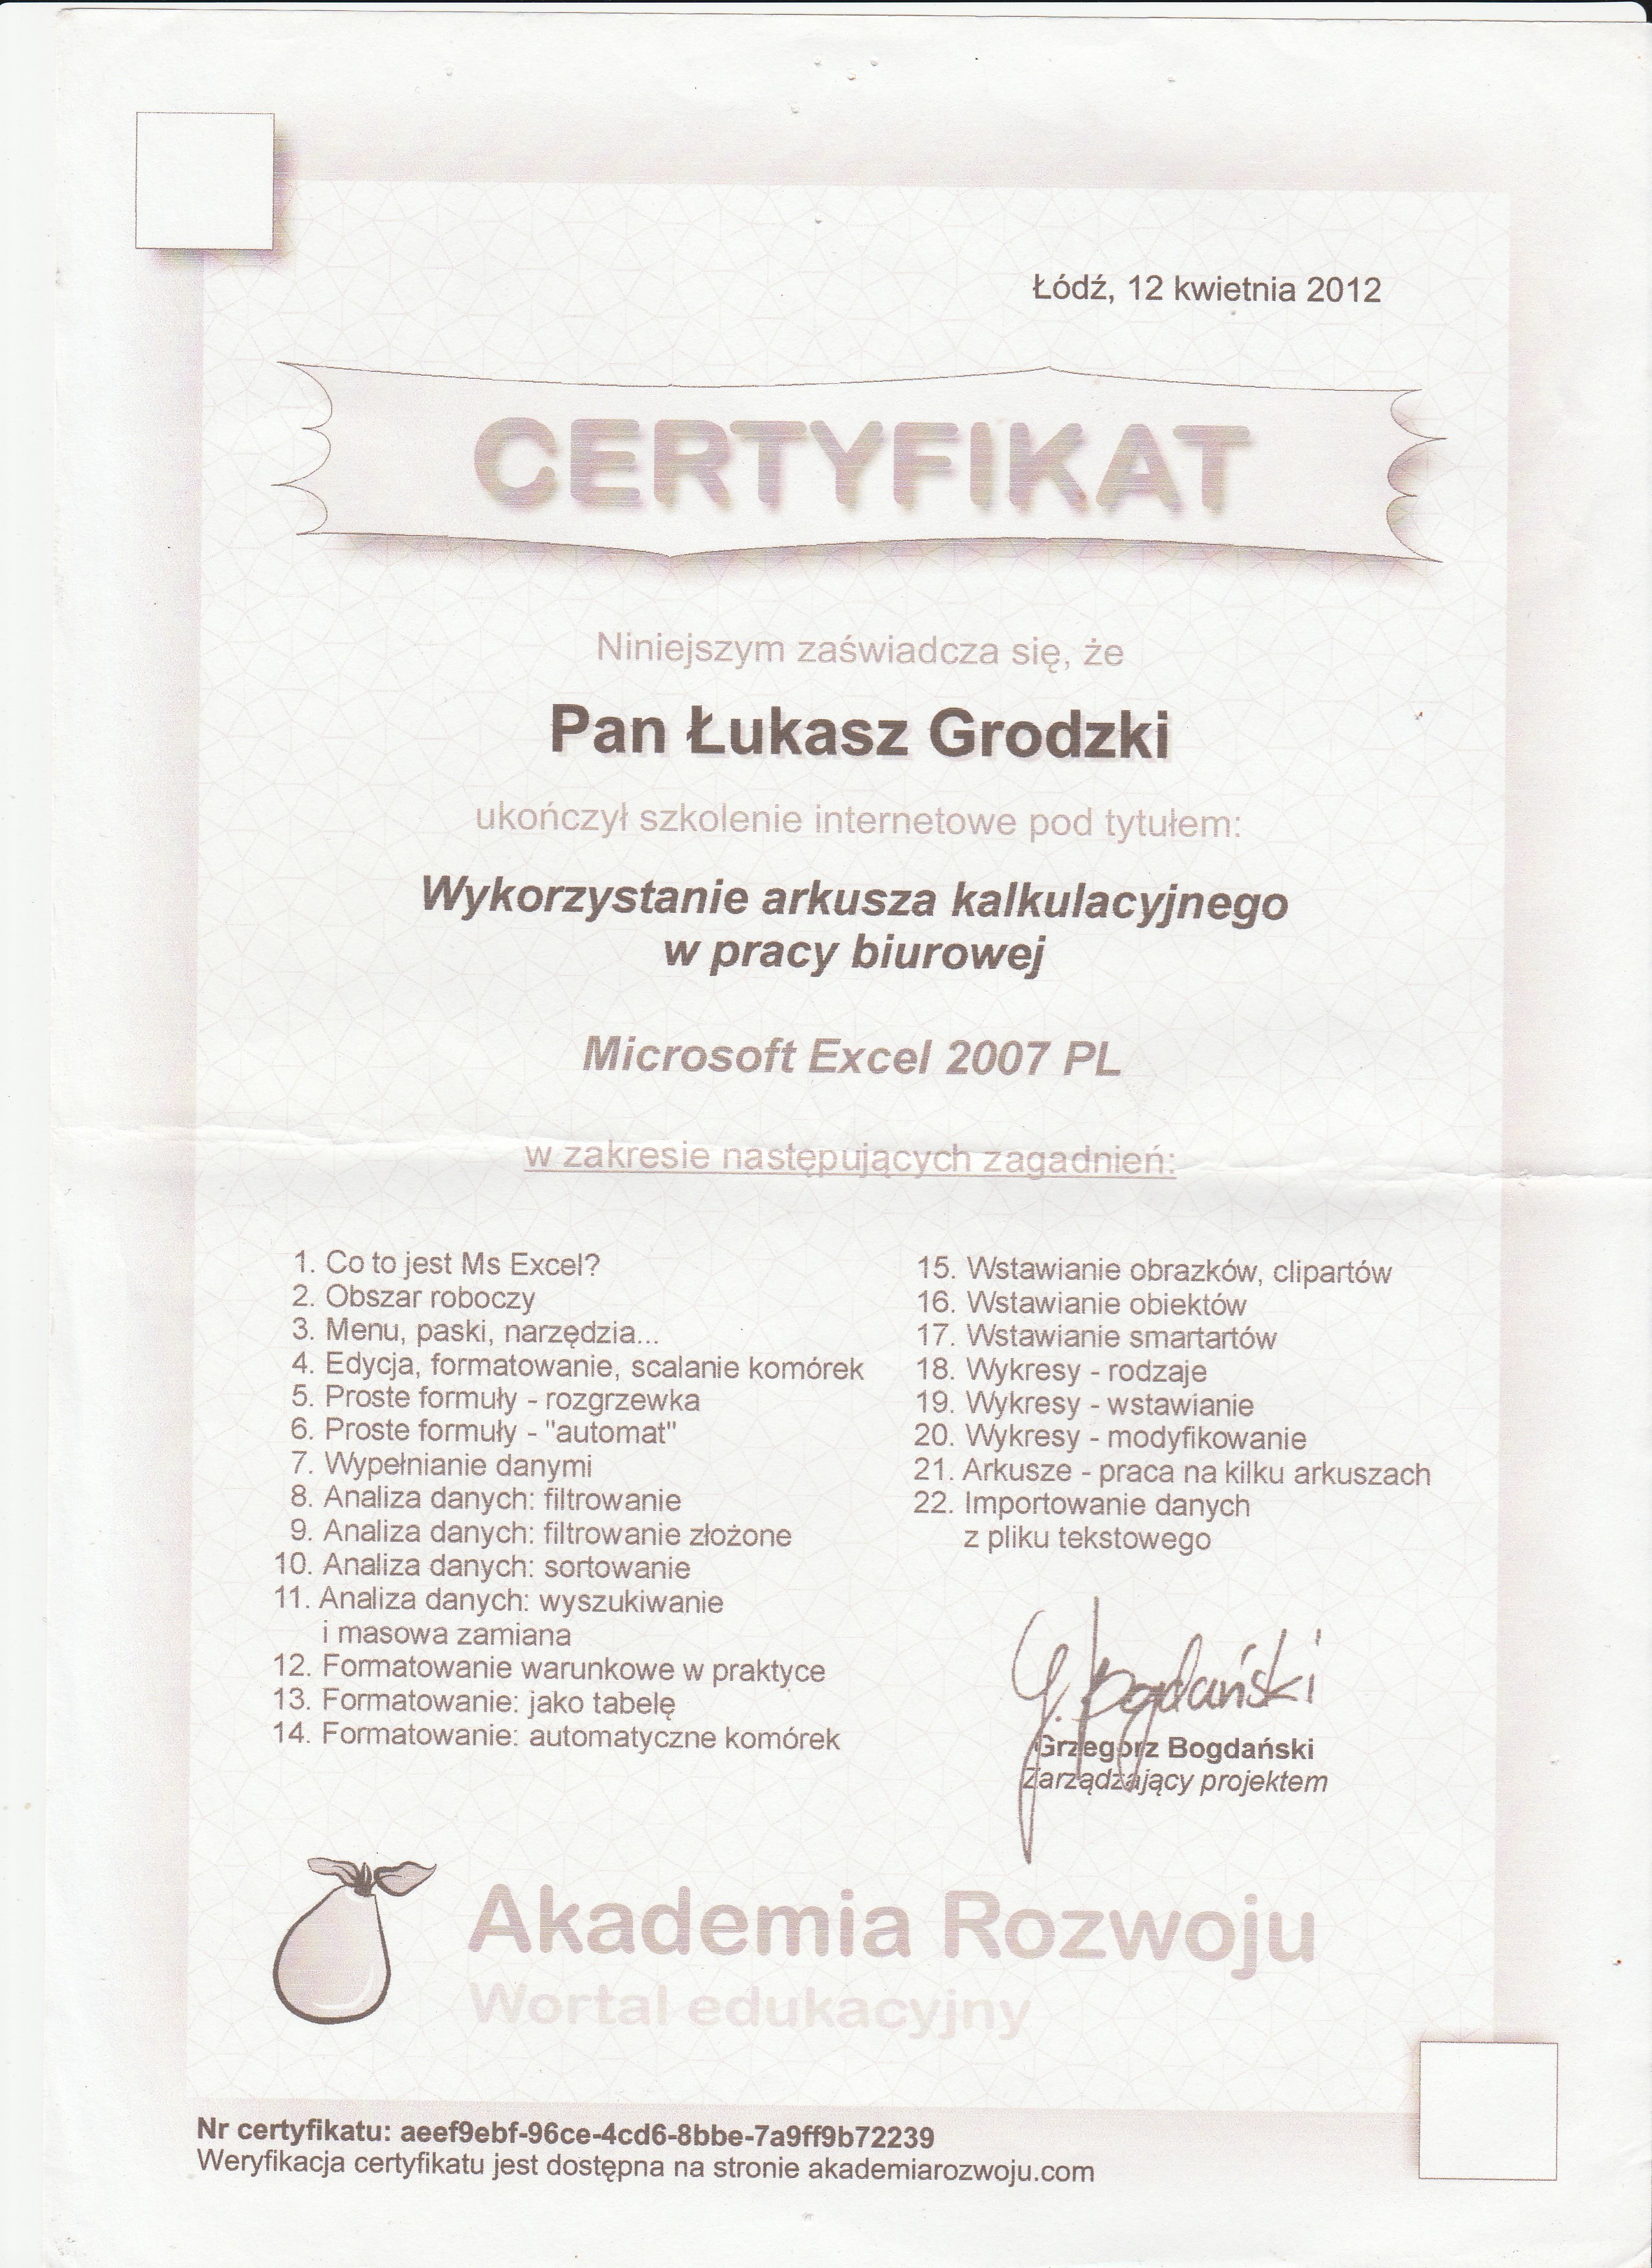 Łódź, 12 kwietnia 2012
CERTYFIKAT
Niniejszym zaświadcza się, że
Pan Łukasz Grodzki
ukończył szkolenie internetowe pod tytułem:
Wykorzystanie arkusza kalkulacyjnego
w pracy biurowej
Microsoft Excel 2007 PL
w zakresie następujących zagadnień:
1. Co to jest Ms Excel?
2. Obszar roboczy
3. Menu, paski, narzędzia...
4. Edycja, formatowanie, scalanie komórek
5. Proste formuły - rozgrzewka
6. Proste formuły - "automat"
7. Wypełnianie danymi
8. Analiza danych: filtrowanie
9. Analiza danych: filtrowanie złożone
10. Analiza danych: sortowanie
11. Analiza danych: wyszukiwanie
i masowa zamiana
12. Formatowanie warunkowe w praktyce
13. Formatowanie: jako tabelę
14. Formatowanie: automatyczne komórek
15. Wstawianie obrazków, clipartów
16. Wstawianie obiektów
17. Wstawianie smartartów
18. Wykresy - rodzaje
19. Wykresy - wstawianie
20. Wykresy - modyfikowanie
21. Arkusze - praca na kilku arkuszach
22. Importowanie danych
z pliku tekstowego
G. Bogdański
Grzegorz Bogdański
Zarządzający projektem
Akademia Rozwoju
Wortal edukacyjny
Nr certyfikatu: aeef9ebf-96ce-4cd6-8bbe-7a9ff9b72239
Weryfikacja certyfikatu jest dostępna na stronie akademiarozwoju.com